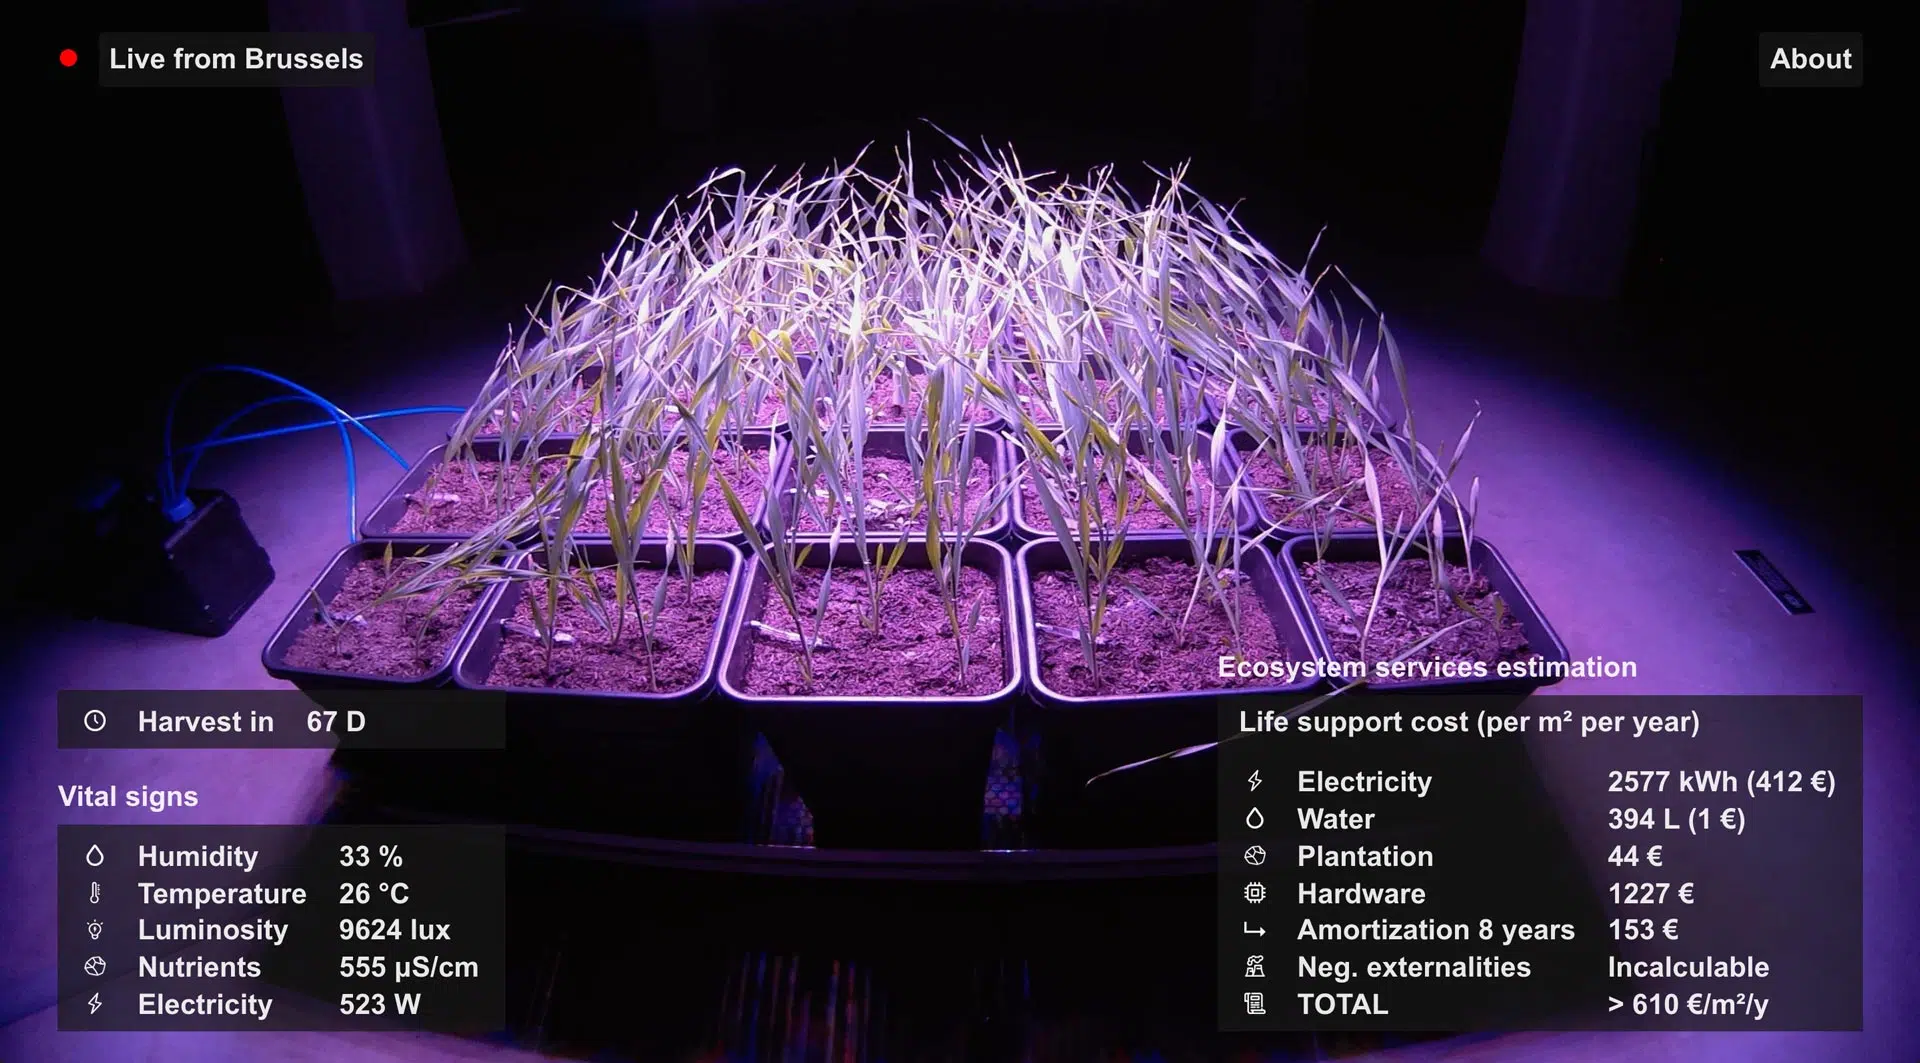 Live from Brussels
About
Harvest in 67 D
Vital signs
Humidity 33 %
Temperature 26 °C
Luminosity 9624 lux
Nutrients 555 µS/cm
Electricity 523 W
Ecosystem services estimation
Life support cost (per m² per year)
Electricity 2577 kWh (412 €)
Water 394 L (1 €)
Plantation 44 €
Hardware 1227 €
Amortization 8 years 153 €
Neg. externalities Incalculable
TOTAL > 610 €/m²/y